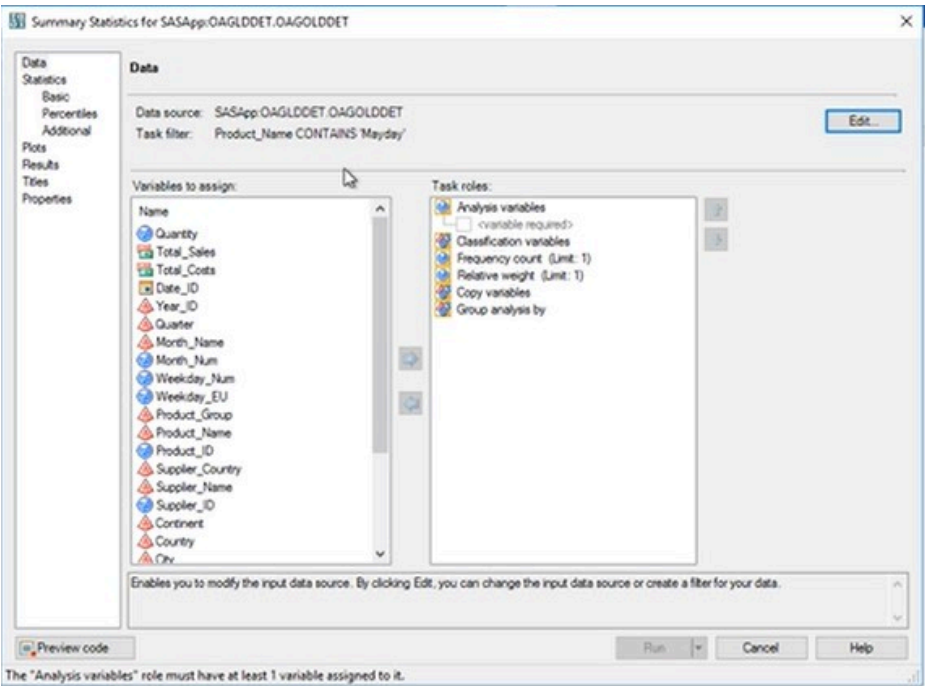 Summary Statistics for SASApp:OAGLDDET.OAGOLDDET
Data
Statistics
Basic
Percentiles
Additional
Plots
Results
Titles
Properties
Data
Data source: SASApp:OAGLDDET.OAGOLDDET
Task filter: Product_Name CONTAINS 'Mayday'
Edit...
Variables to assign:
Name
Quantity
Total_Sales
Total_Costs
Date_ID
Year_ID
Quarter
Month_Name
Month_Num
Weekday_Num
Weekday_EU
Product_Group
Product_Name
Product_ID
Supplier_Country
Supplier_Name
Supplier_ID
Continent
Country
City
Task roles:
Analysis variables
<variable required>
Classification variables
Frequency count (Limit: 1)
Relative weight (Limit: 1)
Copy variables
Group analysis by
Enables you to modify the input data source. By clicking Edit, you can change the input data source or create a filter for your data.
Preview code
Run
Cancel
Help
The "Analysis variables" role must have at least 1 variable assigned to it.